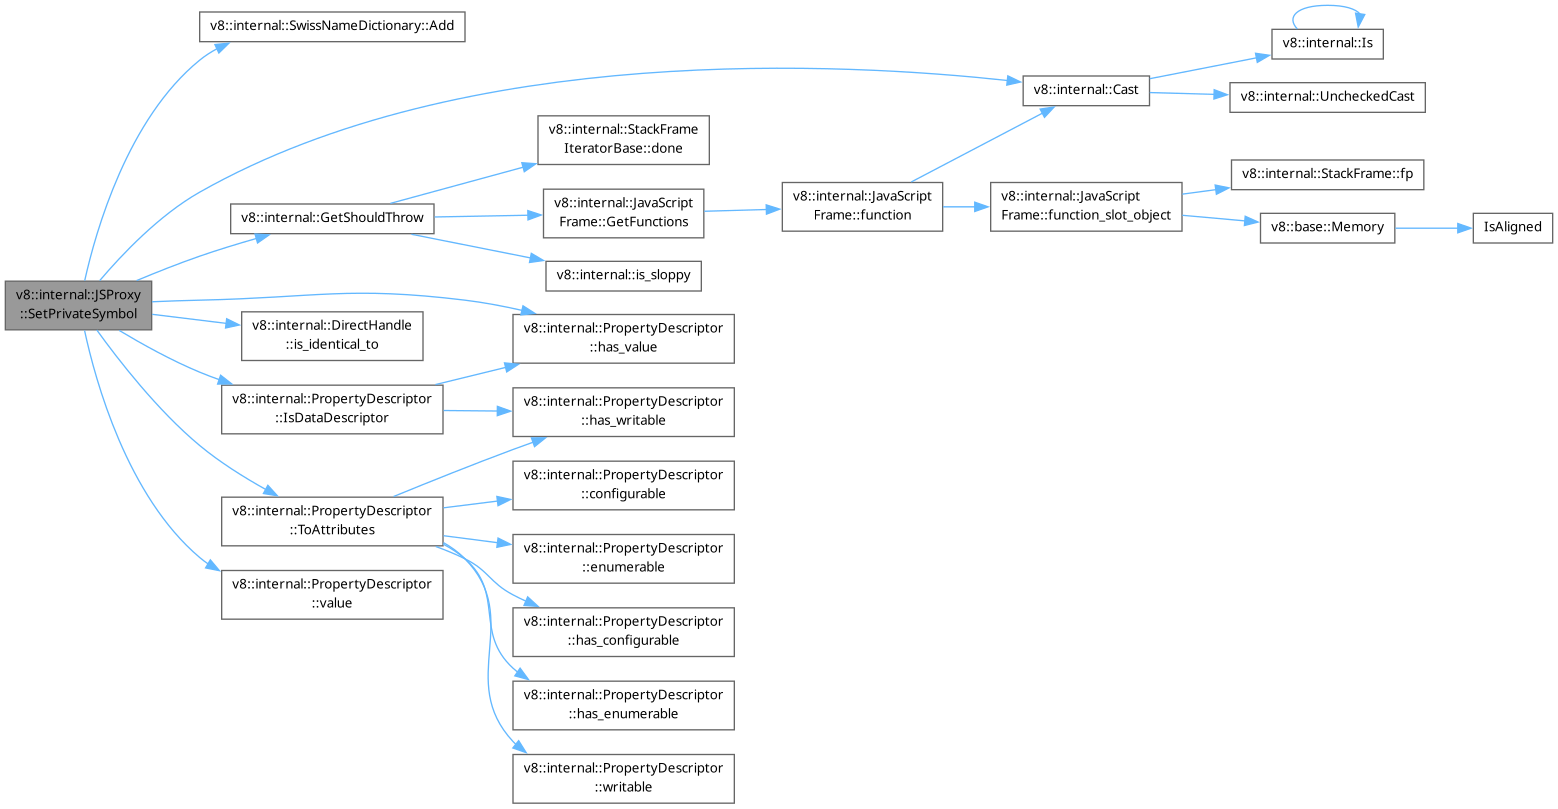 v8::internal::JSProxy
::SetPrivateSymbol
v8::internal::SwissNameDictionary::Add
v8::internal::GetShouldThrow
v8::internal::DirectHandle
::is_identical_to
v8::internal::PropertyDescriptor
::IsDataDescriptor
v8::internal::PropertyDescriptor
::ToAttributes
v8::internal::PropertyDescriptor
::value
v8::internal::StackFrame
IteratorBase::done
v8::internal::JavaScript
Frame::GetFunctions
v8::internal::is_sloppy
v8::internal::PropertyDescriptor
::has_value
v8::internal::PropertyDescriptor
::has_writable
v8::internal::PropertyDescriptor
::configurable
v8::internal::PropertyDescriptor
::enumerable
v8::internal::PropertyDescriptor
::has_configurable
v8::internal::PropertyDescriptor
::has_enumerable
v8::internal::PropertyDescriptor
::writable
v8::internal::JavaScript
Frame::function
v8::internal::Cast
v8::internal::JavaScript
Frame::function_slot_object
v8::internal::Is
v8::internal::UncheckedCast
v8::internal::StackFrame::fp
v8::base::Memory
IsAligned